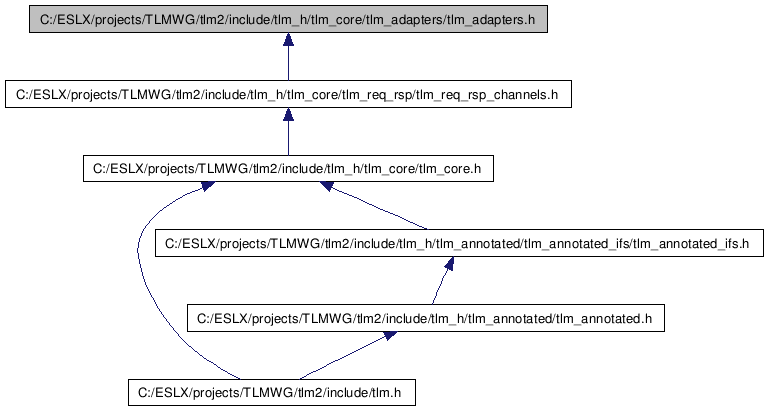 C:/ESLX/projects/TLMWG/tlm2/include/tlm_h/tlm_core/tlm_adapters/tlm_adapters.h
C:/ESLX/projects/TLMWG/tlm2/include/tlm_h/tlm_core/tlm_req_rsp/tlm_req_rsp_channels.h
C:/ESLX/projects/TLMWG/tlm2/include/tlm_h/tlm_core/tlm_core.h
C:/ESLX/projects/TLMWG/tlm2/include/tlm_h/tlm_annotated/tlm_annotated_ifs/tlm_annotated_ifs.h
C:/ESLX/projects/TLMWG/tlm2/include/tlm_h/tlm_annotated/tlm_annotated.h
C:/ESLX/projects/TLMWG/tlm2/include/tlm.h